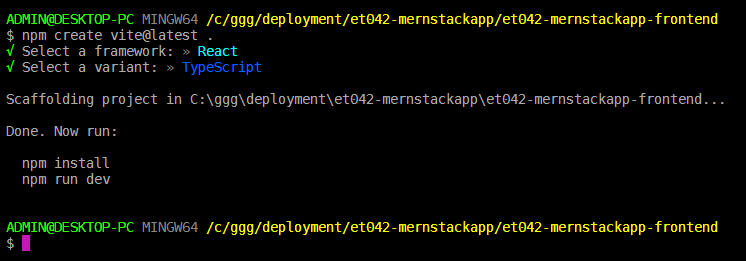 ADMIN@DESKTOP-PC MINGW64 /c/ggg/deployment/et042-mernstackapp/et042-mernstackapp-frontend
$ npm create vite@latest .
√ Select a framework: » React
√ Select a variant: » TypeScript
Scaffolding project in C:\ggg\deployment\et042-mernstackapp\et042-mernstackapp-frontend...
Done. Now run:
npm install
npm run dev
ADMIN@DESKTOP-PC MINGW64 /c/ggg/deployment/et042-mernstackapp/et042-mernstackapp-frontend
$